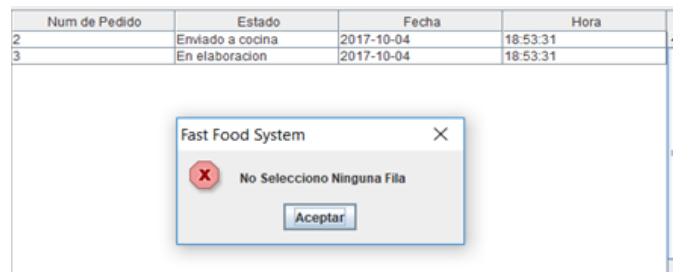 Num de Pedido Estado Fecha Hora
2 Enviado a cocina 2017-10-04 18:53:31
3 En elaboracion 2017-10-04 18:53:31
Fast Food System
No Selecciono Ninguna Fila
Aceptar